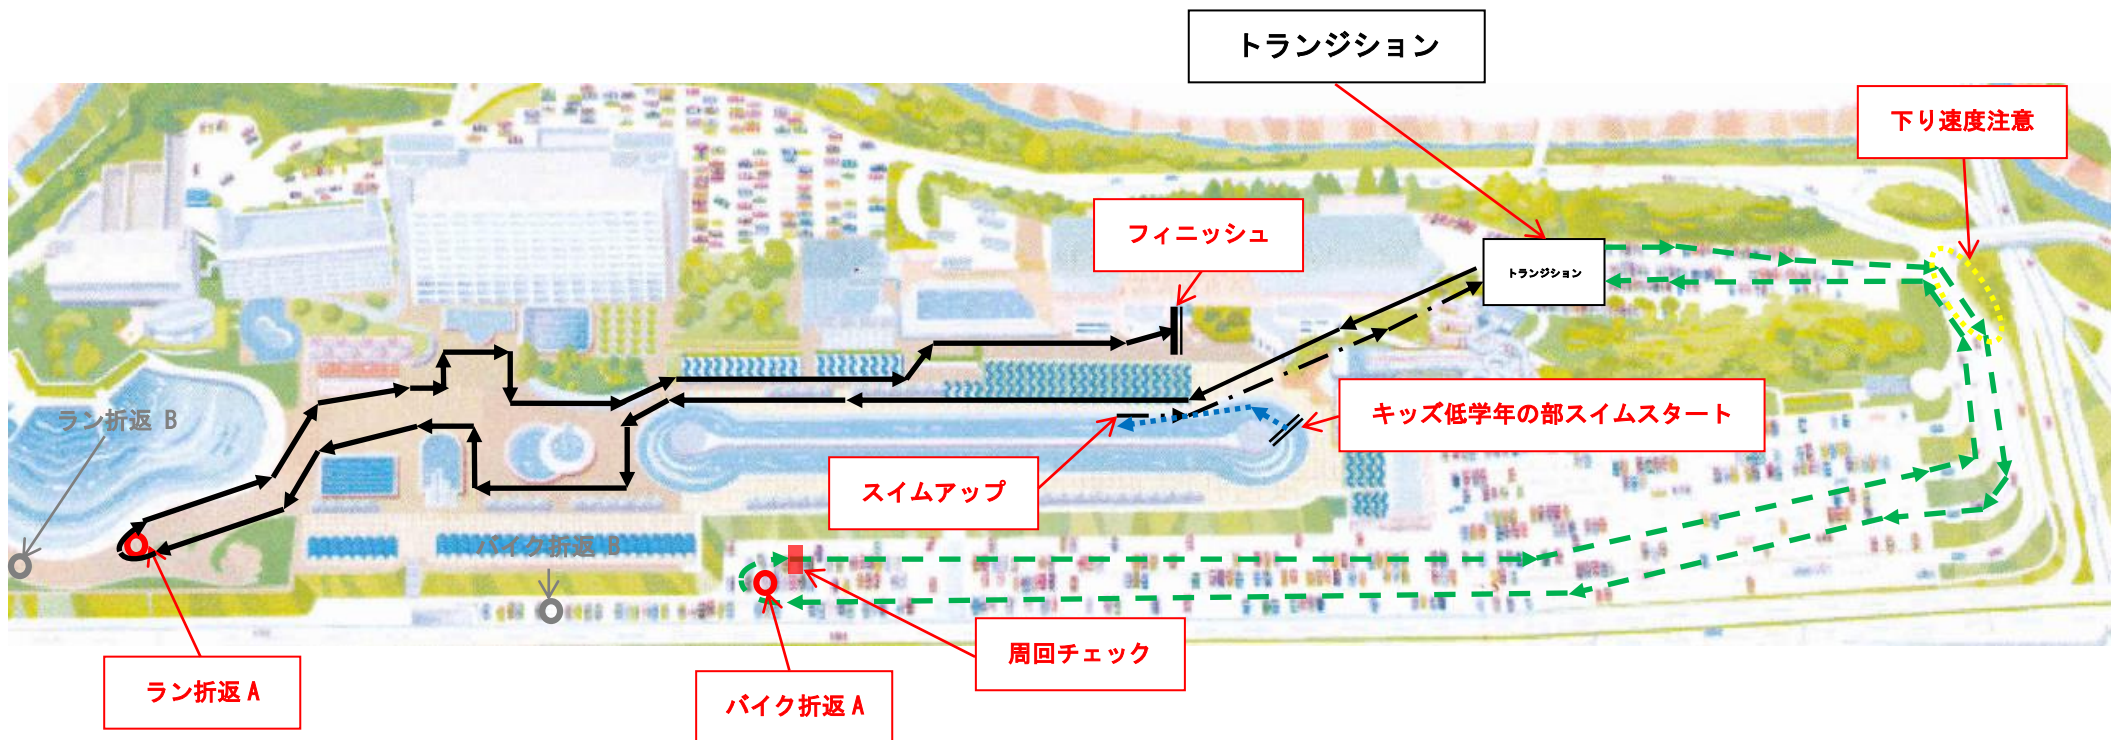 トランジション
下り速度注意
フィニッシュ
トランジション
ラン折返 B
キッズ低学年の部スイムスタート
スイムアップ
バイク折返 B
周回チェック
ラン折返 A
バイク折返 A